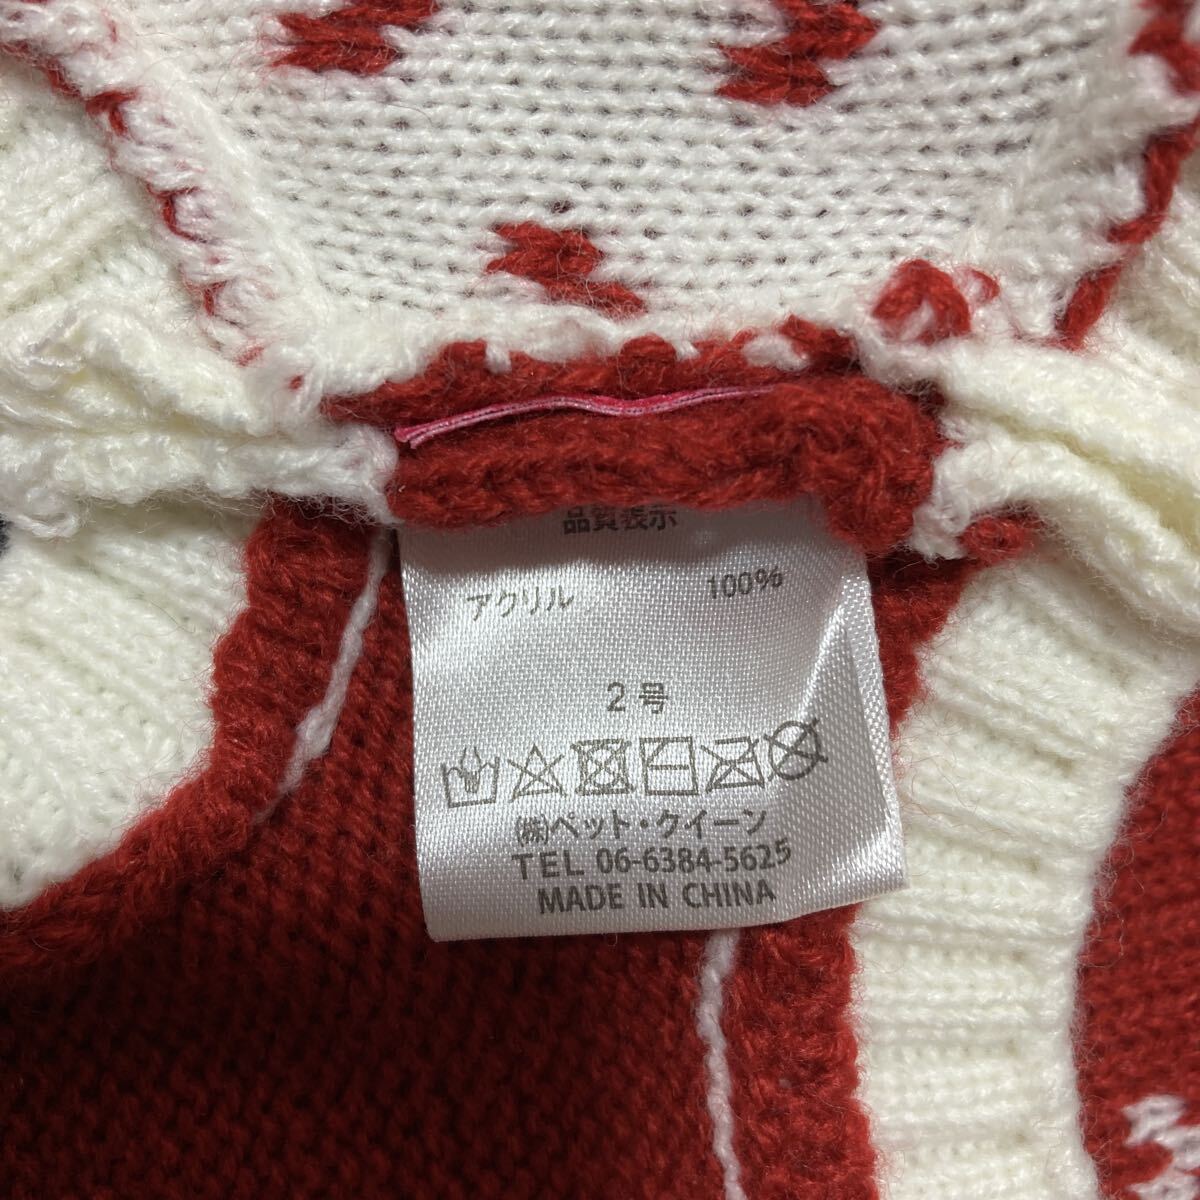 品質表示
アクリル 100%
2号
㈱ペット・クイーン
TEL 06-6384-5625
MADE IN CHINA